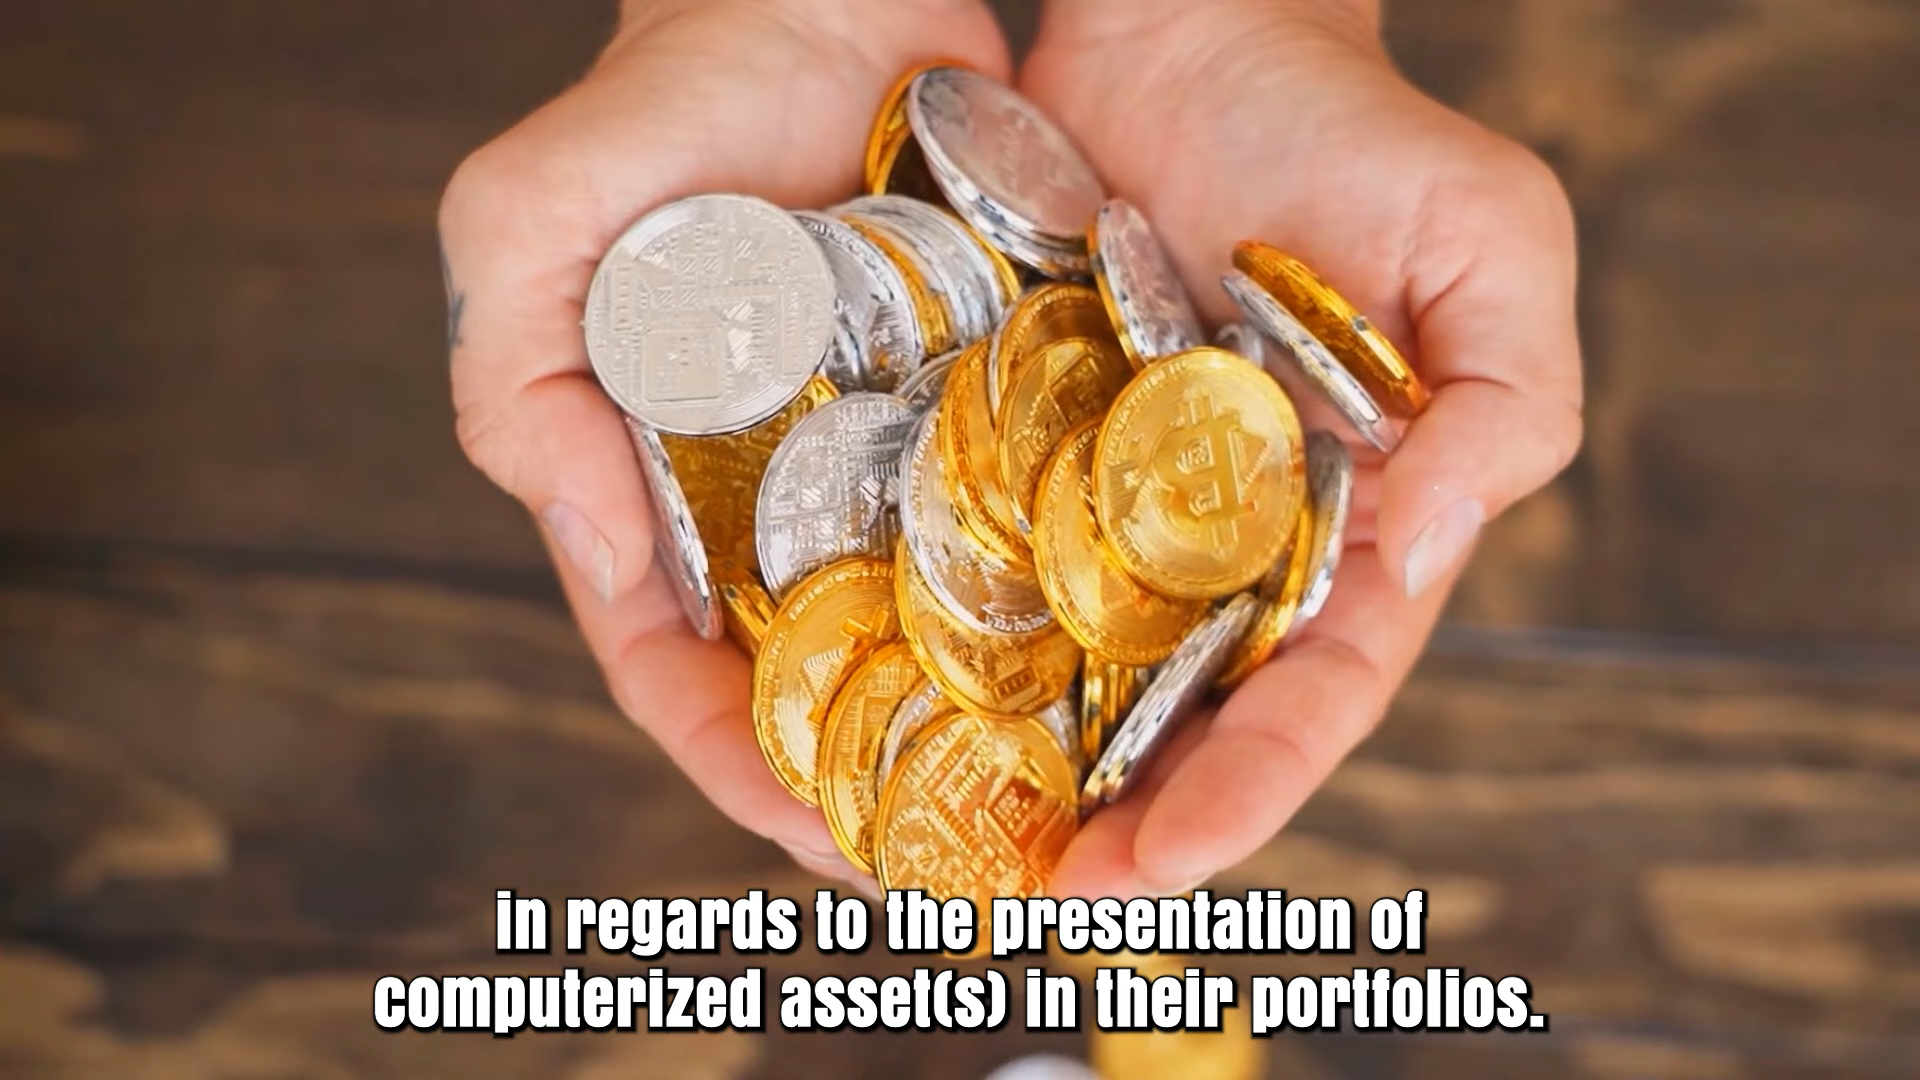 in regards to the presentation of
computerized asset(s) in their portfolios.